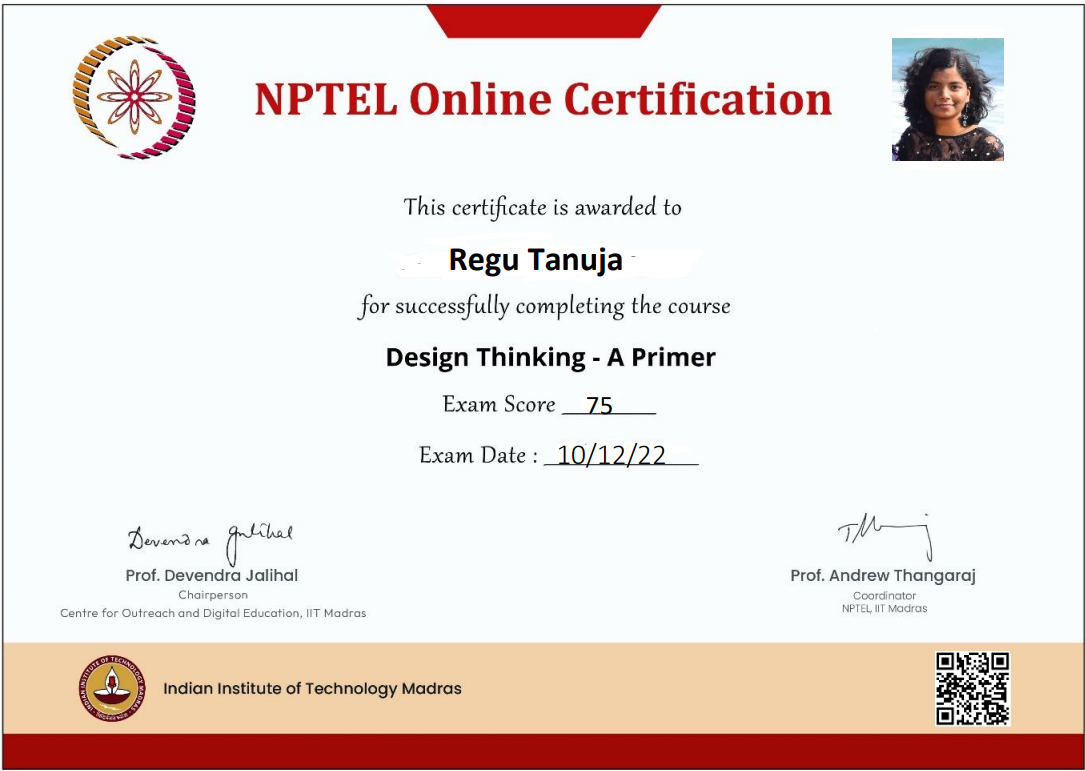 NPTEL Online Certification
This certificate is awarded to
Regu Tanuja
for successfully completing the course
Design Thinking - A Primer
Exam Score 75
Exam Date : 10/12/22
Devendra Jalihal
Prof. Devendra Jalihal
Chairperson
Centre for Outreach and Digital Education, IIT Madras
Prof. Andrew Thangaraj
Coordinator
NPTEL, IIT Madras
INDIAN INSTITUTE OF TECHNOLOGY MADRAS
Indian Institute of Technology Madras